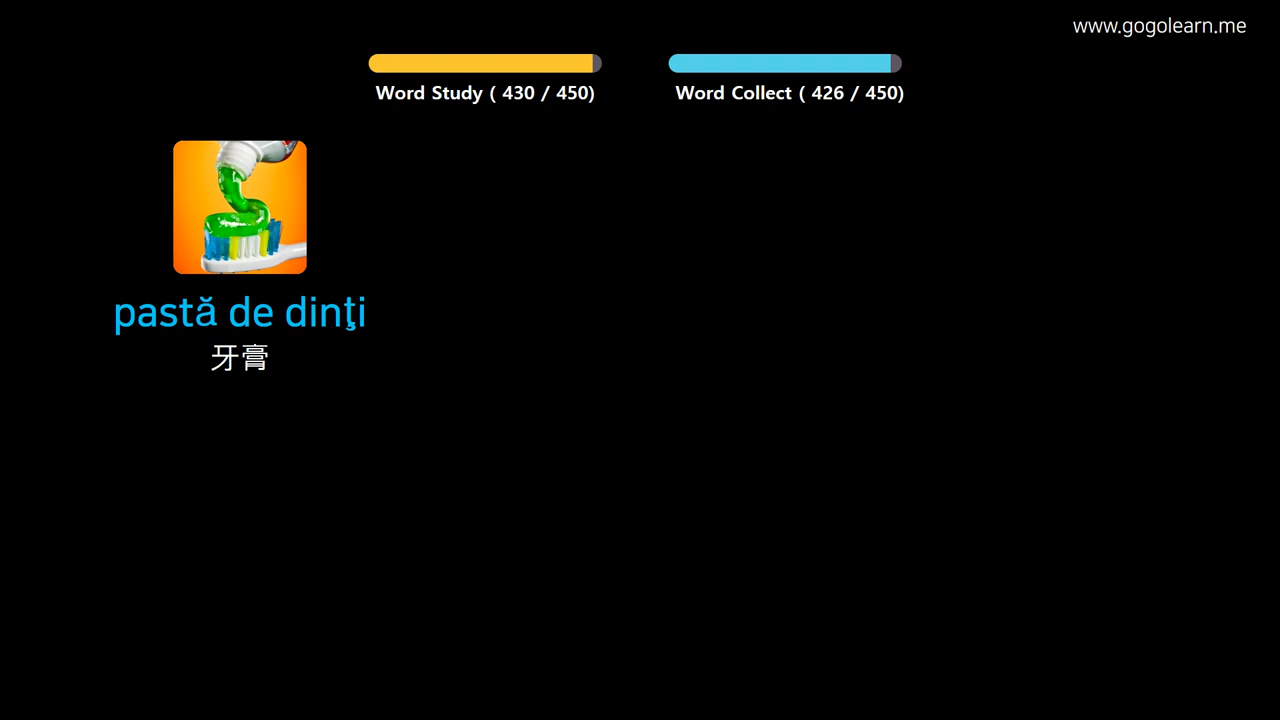 www.gogolearn.me
Word Study ( 430 / 450)
Word Collect ( 426 / 450)
pastă de dinţi
牙膏